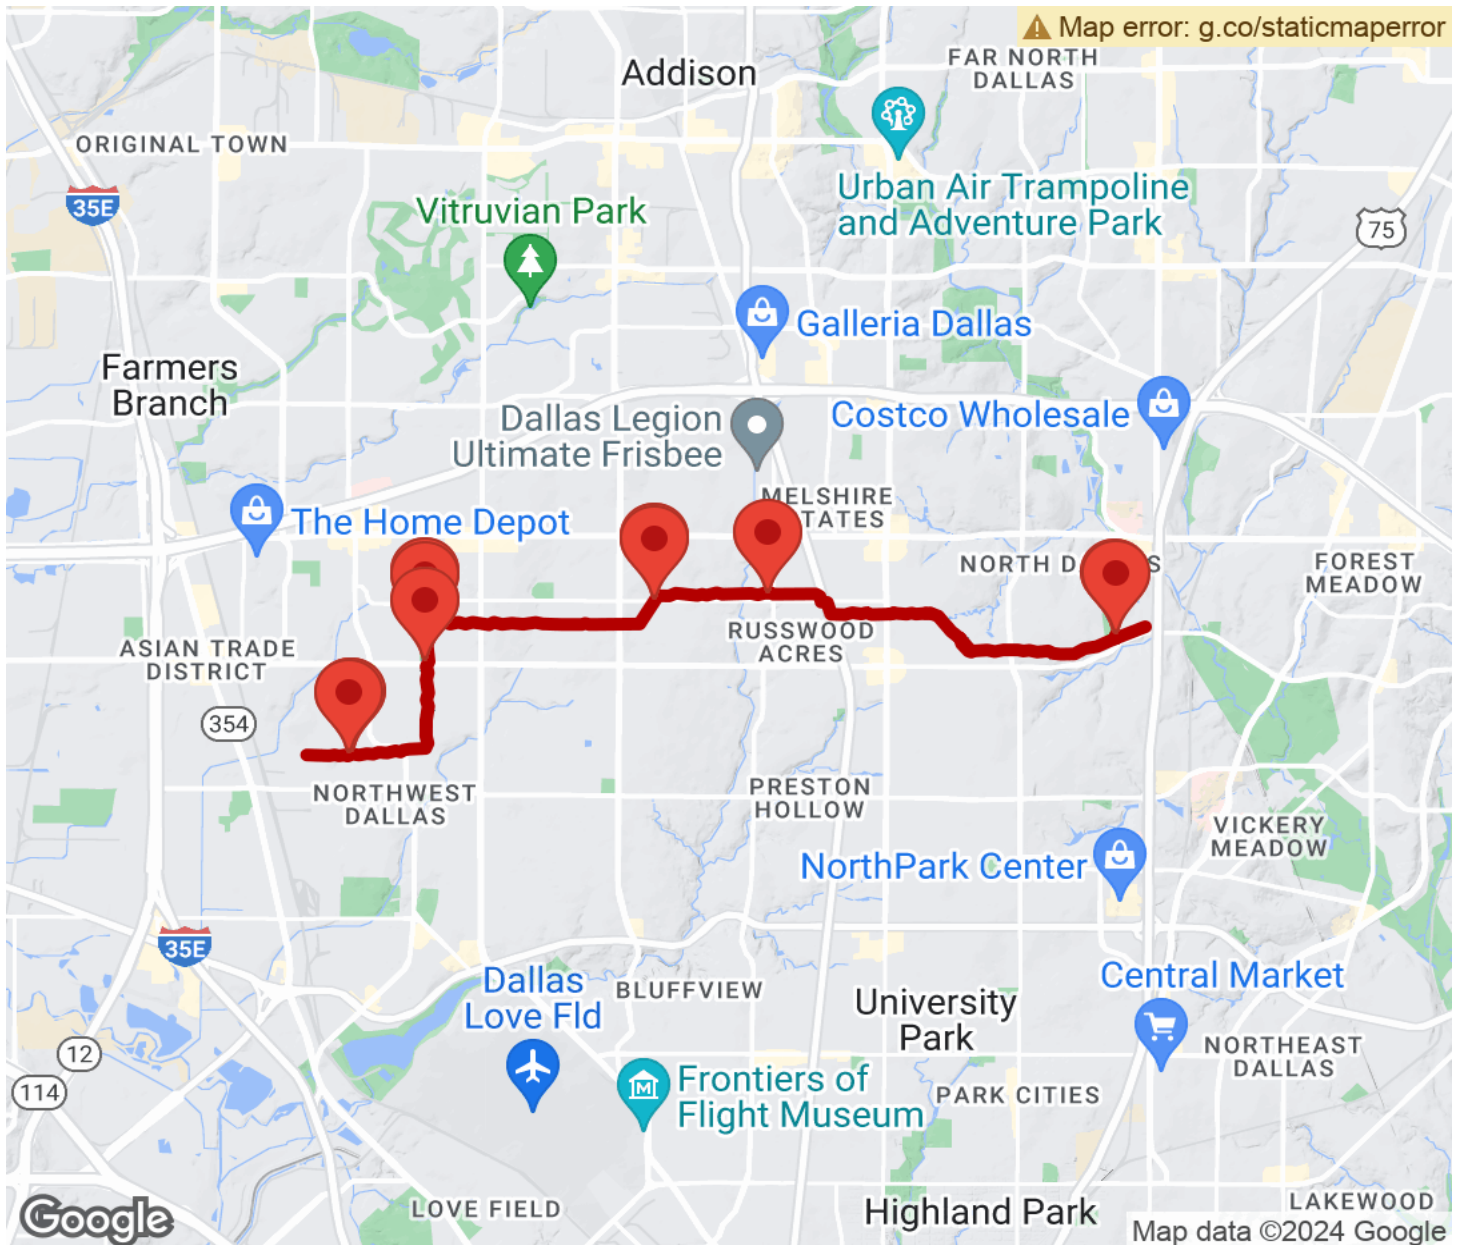 Map error: g.co/staticmaperror
Addison
FAR NORTH
DALLAS
ORIGINAL TOWN
35E
Vitruvian Park
Urban Air Trampoline
and Adventure Park
75
Galleria Dallas
Farmers
Branch
Dallas Legion
Ultimate Frisbee
Costco Wholesale
MELSHIRE
TATES
The Home Depot
NORTH D
S
FOREST
MEADOW
ASIAN TRADE
DISTRICT
RUSSWOOD
ACRES
354
NORTHWEST
DALLAS
PRESTON
HOLLOW
VICKERY
MEADOW
NorthPark Center
35E
Dallas
Love Fld
BLUFFVIEW
University
Park
Central Market
12
114
NORTHEAST
DALLAS
M
Frontiers of
Flight Museum
PARK CITIES
LOVE FIELD
Highland Park
LAKEWOOD
Google
Map data ©2024 Google